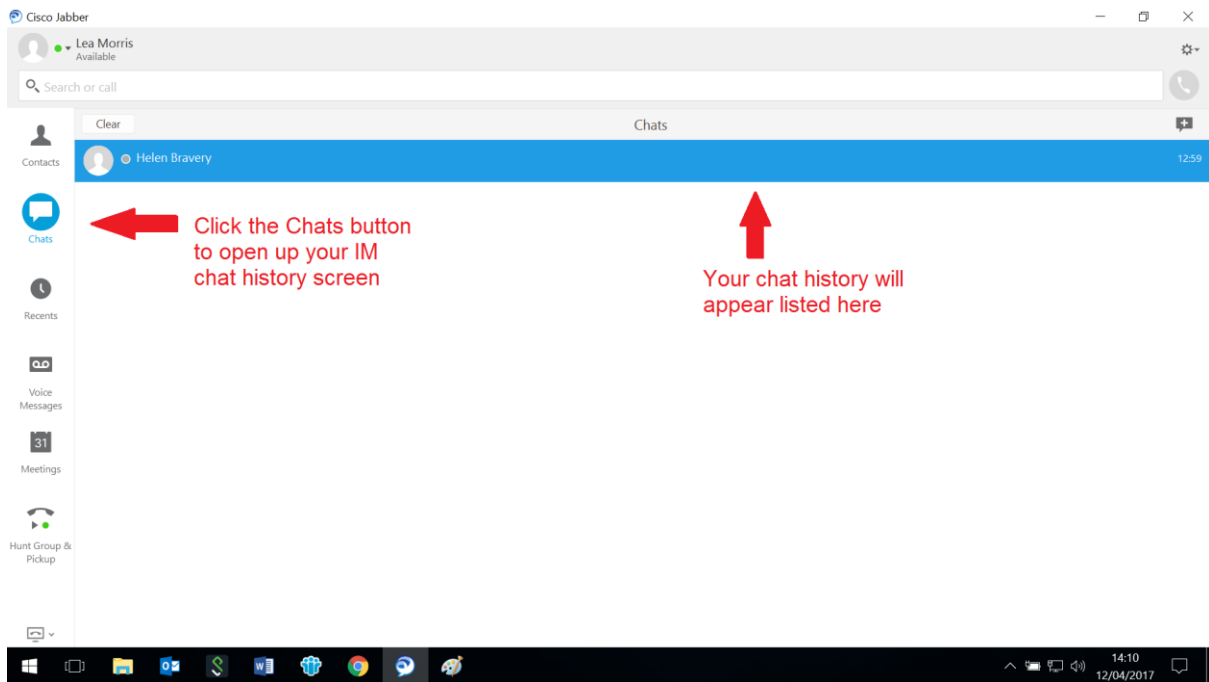 Cisco Jabber
Lea Morris
Available
Search or call
Clear
Chats
Contacts
Helen Bravery
12:59
Chats
Click the Chats button
to open up your IM
chat history screen
Your chat history will
appear listed here
Recents
Voice
Messages
31
Meetings
Hunt Group &
Pickup
14:10
12/04/2017